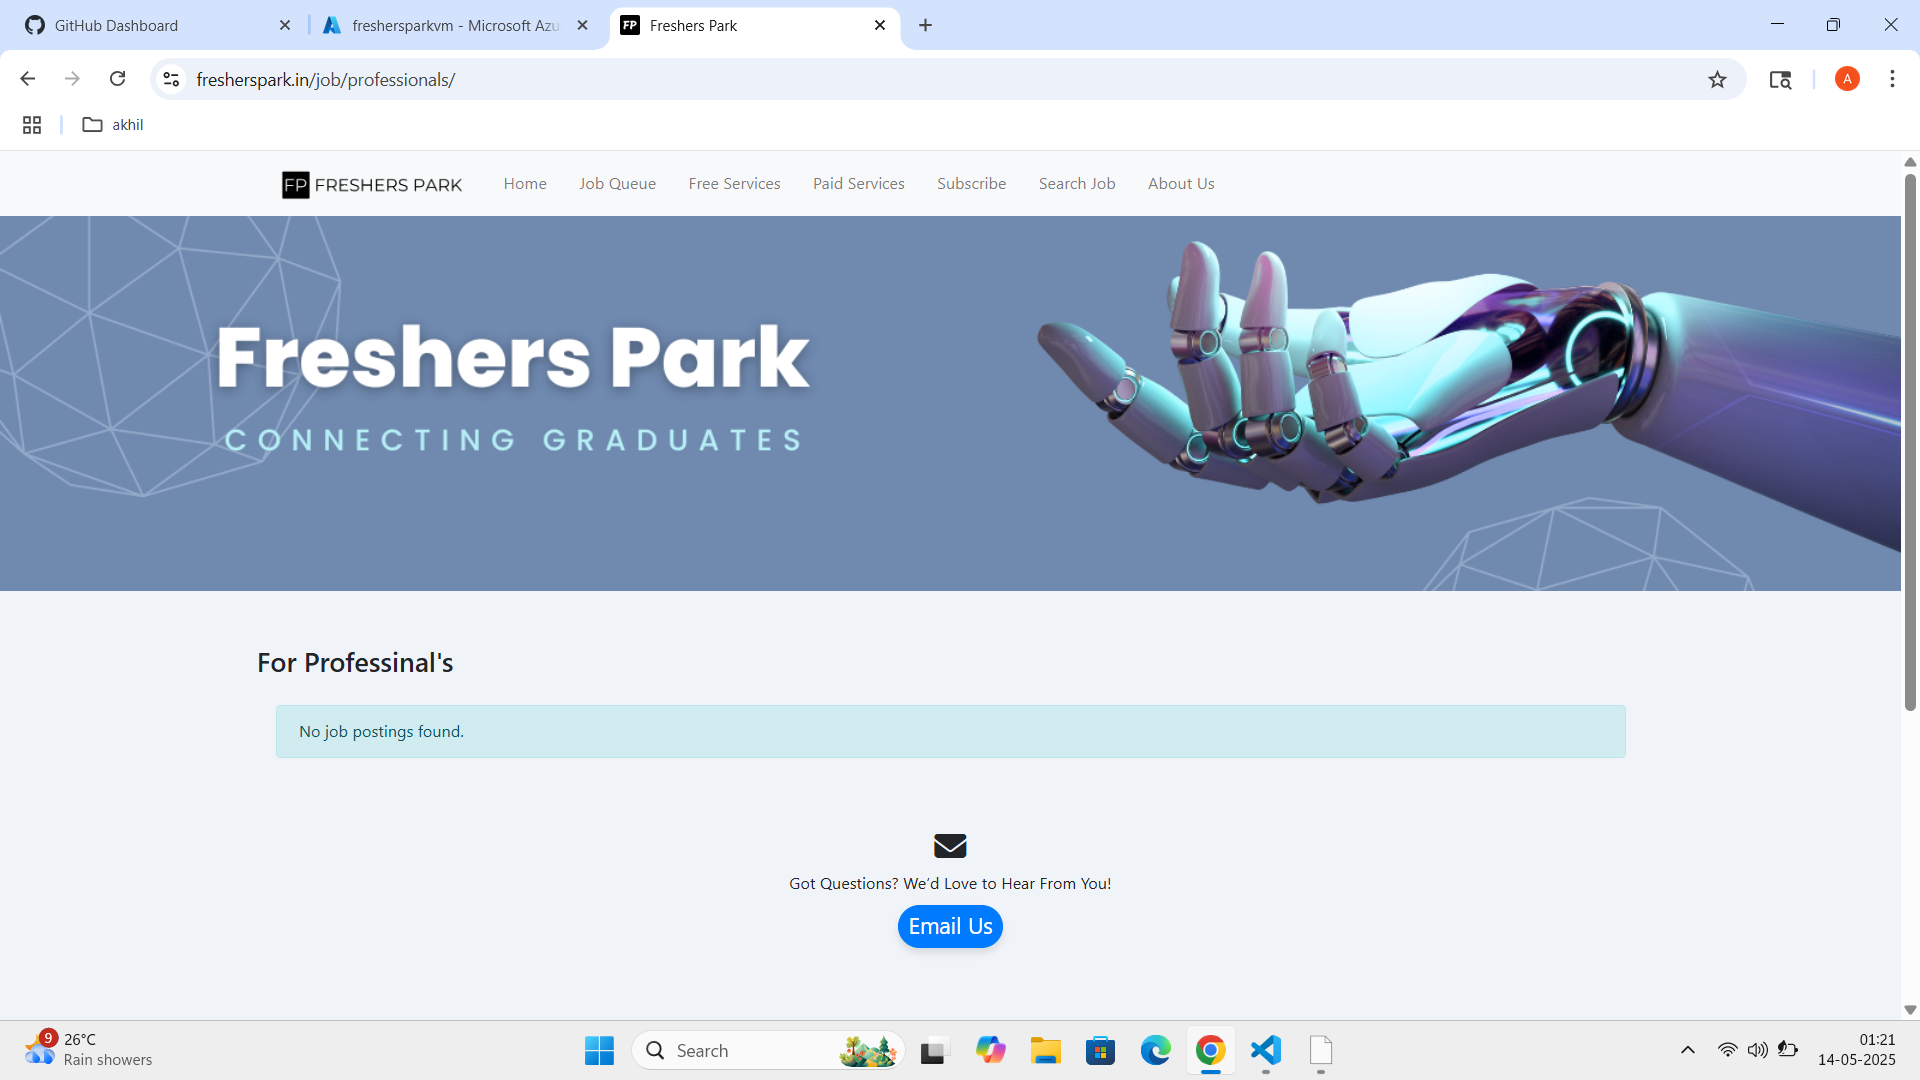 GitHub Dashboard
freshersparkvm - Microsoft Azu
FP Freshers Park
fresherspark.in/job/professionals/
A
akhil
FP FRESHERS PARK
Home
Job Queue
Free Services
Paid Services
Subscribe
Search Job
About Us
Freshers Park
CONNECTING GRADUATES
For Professinal's
No job postings found.
Got Questions? We’d Love to Hear From You!
Email Us
9
26°C
Rain showers
Search
01:21
14-05-2025